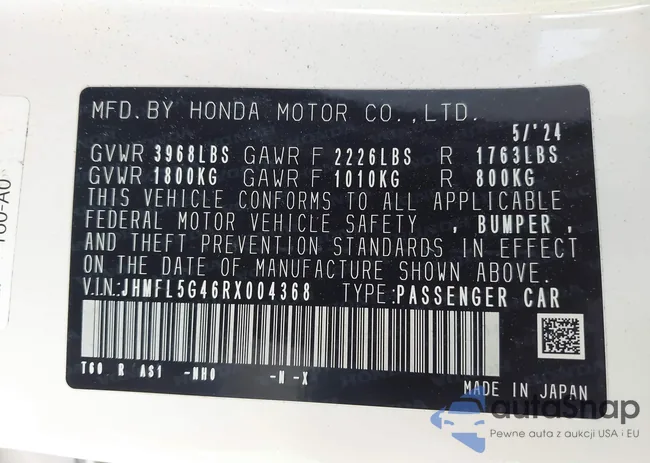 MFD.BY HONDA MOTOR CO.,LTD.
5/'24
GVWR 3968LBS GAWR F 2226LBS R 1763LBS
GVWR 1800KG GAWR F 1010KG R 800KG
THIS VEHICLE CONFORMS TO ALL APPLICABLE
FEDERAL MOTOR VEHICLE SAFETY , BUMPER ,
AND THEFT PREVENTION STANDARDS IN EFFECT
ON THE DATE OF MANUFACTURE SHOWN ABOVE.
V.I.N:JHMFL5G46RX004368 TYPE:PASSENGER CAR
T60 R AS1 -NH0 -N -X
MADE IN JAPAN
T60-A0
autoSnap
Pewne auta z aukcji USA i EU